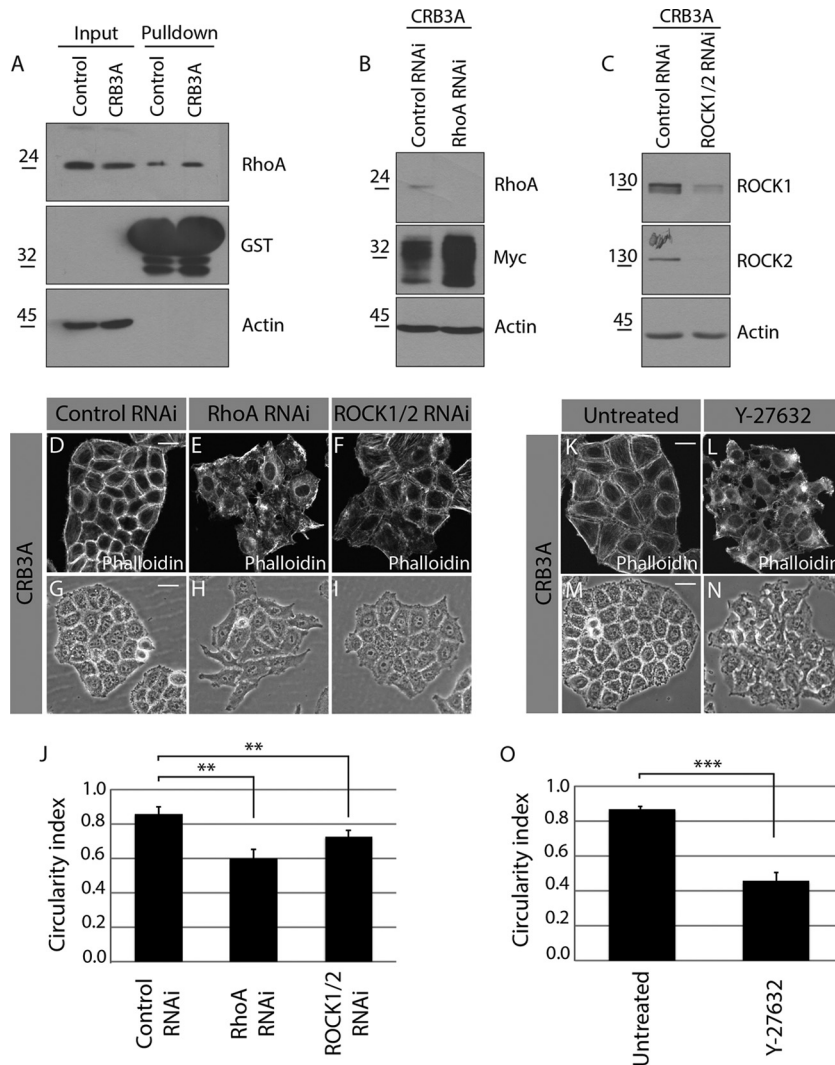 A
Input
Pulldown
Control
CRB3A
Control
CRB3A
24
RhoA
GST
32
45
Actin
B
CRB3A
Control RNAi
RhoA RNAi
24
RhoA
32
Myc
45
Actin
C
CRB3A
Control RNAi
ROCK1/2 RNAi
130
ROCK1
130
ROCK2
45
Actin
Control RNAi
RhoA RNAi
ROCK1/2 RNAi
CRB3A
D
Phalloidin
E
Phalloidin
F
Phalloidin
G
H
I
Untreated
Y-27632
CRB3A
K
Phalloidin
L
Phalloidin
M
N
J
**
**
Circularity index
1.0
0.8
0.6
0.4
0.2
0.0
Control
RNAi
RhoA
RNAi
ROCK1/2
RNAi
O
***
Circularity index
1.0
0.8
0.6
0.4
0.2
0.0
Untreated
Y-27632